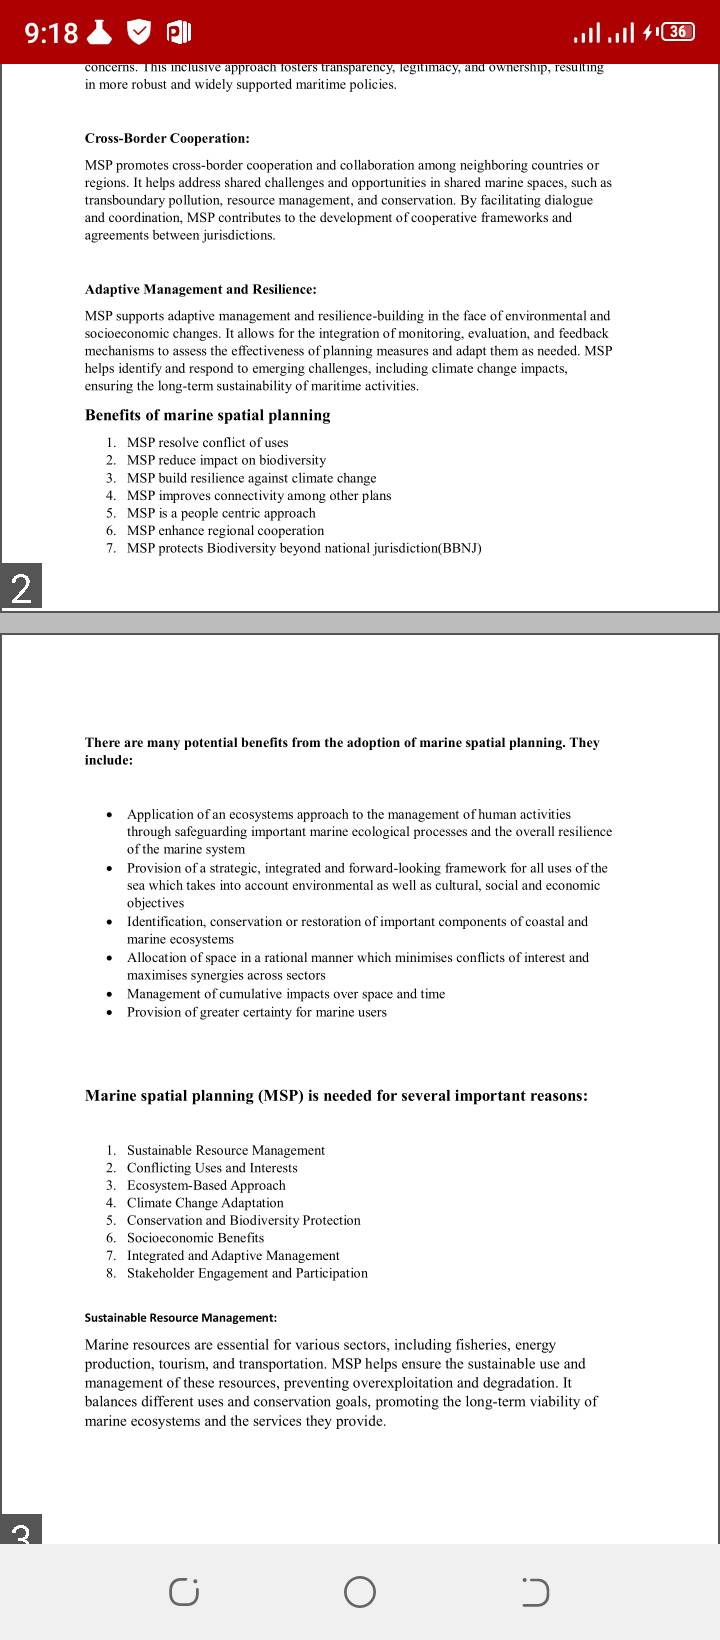 9:18
36
concerns. This inclusive approach fosters transparency, legitimacy, and ownership, resulting
in more robust and widely supported maritime policies.
Cross-Border Cooperation:
MSP promotes cross-border cooperation and collaboration among neighboring countries or
regions. It helps address shared challenges and opportunities in shared marine spaces, such as
transboundary pollution, resource management, and conservation. By facilitating dialogue
and coordination, MSP contributes to the development of cooperative frameworks and
agreements between jurisdictions.
Adaptive Management and Resilience:
MSP supports adaptive management and resilience-building in the face of environmental and
socioeconomic changes. It allows for the integration of monitoring, evaluation, and feedback
mechanisms to assess the effectiveness of planning measures and adapt them as needed. MSP
helps identify and respond to emerging challenges, including climate change impacts,
ensuring the long-term sustainability of maritime activities.
Benefits of marine spatial planning
1. MSP resolve conflict of uses
2. MSP reduce impact on biodiversity
3. MSP build resilience against climate change
4. MSP improves connectivity among other plans
5. MSP is a people centric approach
6. MSP enhance regional cooperation
7. MSP protects Biodiversity beyond national jurisdiction(BBNJ)
2
There are many potential benefits from the adoption of marine spatial planning. They
include:
• Application of an ecosystems approach to the management of human activities
through safeguarding important marine ecological processes and the overall resilience
of the marine system
• Provision of a strategic, integrated and forward-looking framework for all uses of the
sea which takes into account environmental as well as cultural, social and economic
objectives
• Identification, conservation or restoration of important components of coastal and
marine ecosystems
• Allocation of space in a rational manner which minimises conflicts of interest and
maximises synergies across sectors
• Management of cumulative impacts over space and time
• Provision of greater certainty for marine users
Marine spatial planning (MSP) is needed for several important reasons:
1. Sustainable Resource Management
2. Conflicting Uses and Interests
3. Ecosystem-Based Approach
4. Climate Change Adaptation
5. Conservation and Biodiversity Protection
6. Socioeconomic Benefits
7. Integrated and Adaptive Management
8. Stakeholder Engagement and Participation
Sustainable Resource Management:
Marine resources are essential for various sectors, including fisheries, energy
production, tourism, and transportation. MSP helps ensure the sustainable use and
management of these resources, preventing overexploitation and degradation. It
balances different uses and conservation goals, promoting the long-term viability of
marine ecosystems and the services they provide.
3